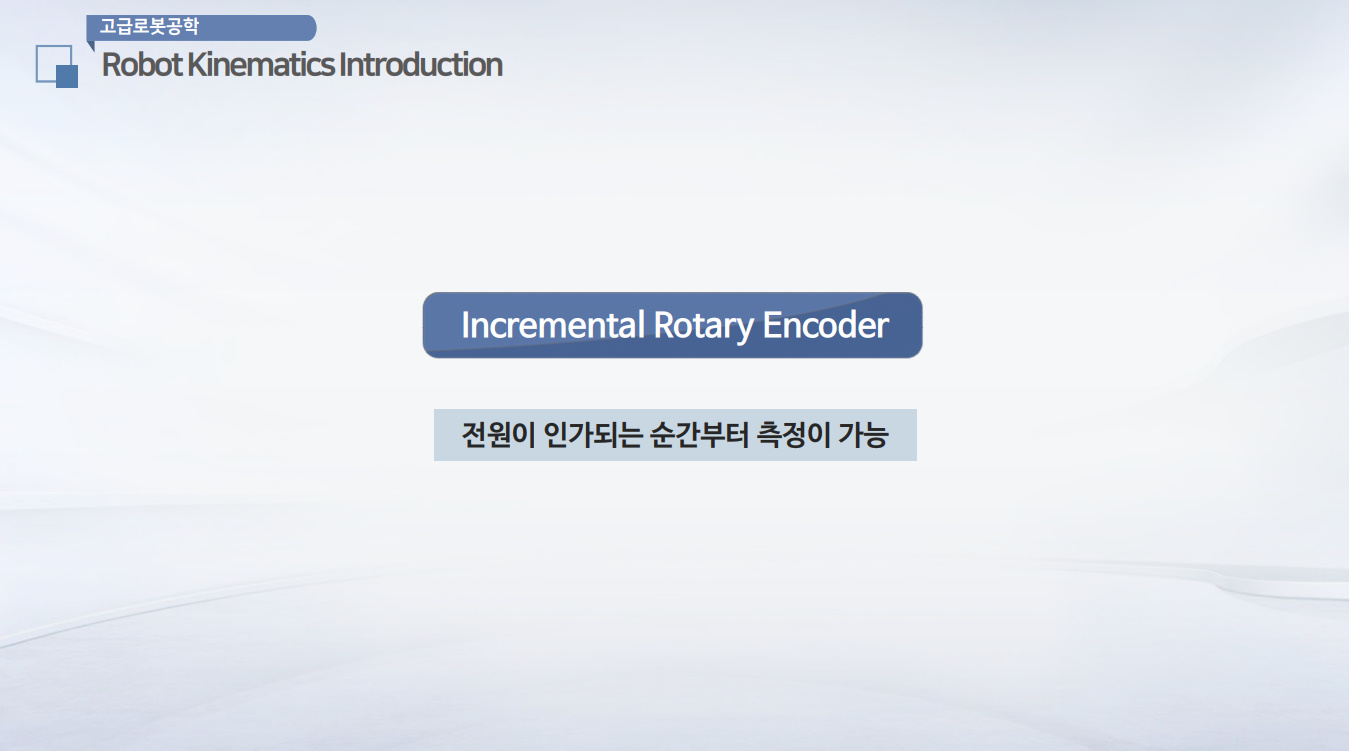 고급로봇공학
Robot Kinematics Introduction
Incremental Rotary Encoder
전원이 인가되는 순간부터 측정이 가능